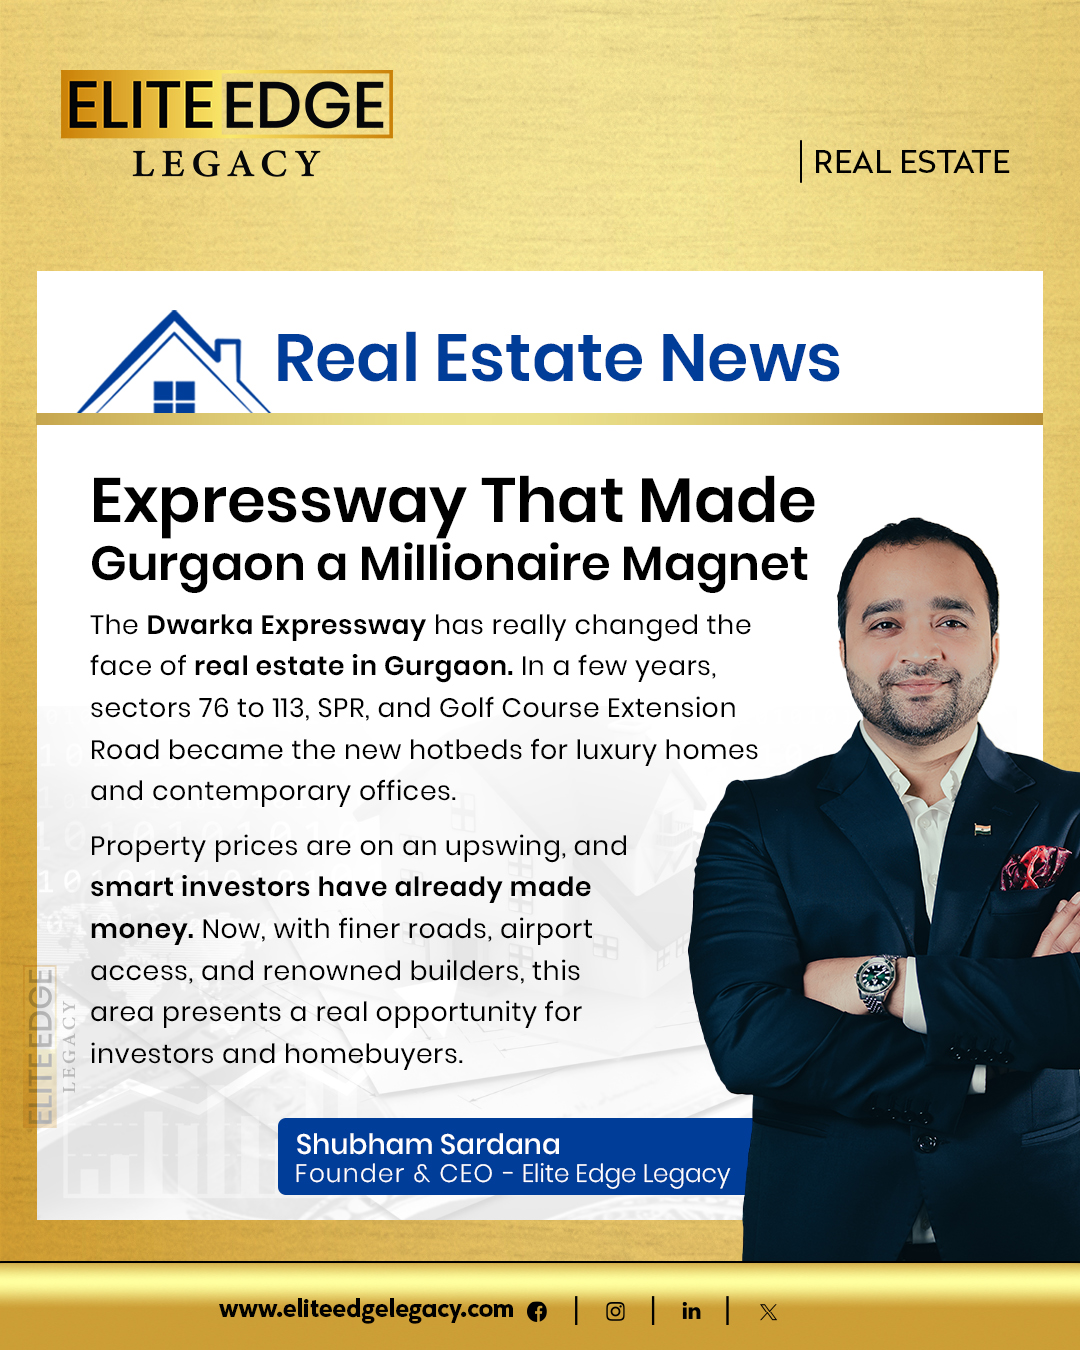 ELITE EDGE
LEGACY
REAL ESTATE
Real Estate News
Expressway That Made
Gurgaon a Millionaire Magnet
The Dwarka Expressway has really changed the
face of real estate in Gurgaon. In a few years,
sectors 76 to 113, SPR, and Golf Course Extension
Road became the new hotbeds for luxury homes
and contemporary offices.
Property prices are on an upswing, and
smart investors have already made
money. Now, with finer roads, airport
access, and renowned builders, this
area presents a real opportunity for
investors and homebuyers.
ELITE EDGE
LEGACY
Shubham Sardana
Founder & CEO - Elite Edge Legacy
www.eliteedgelegacy.com